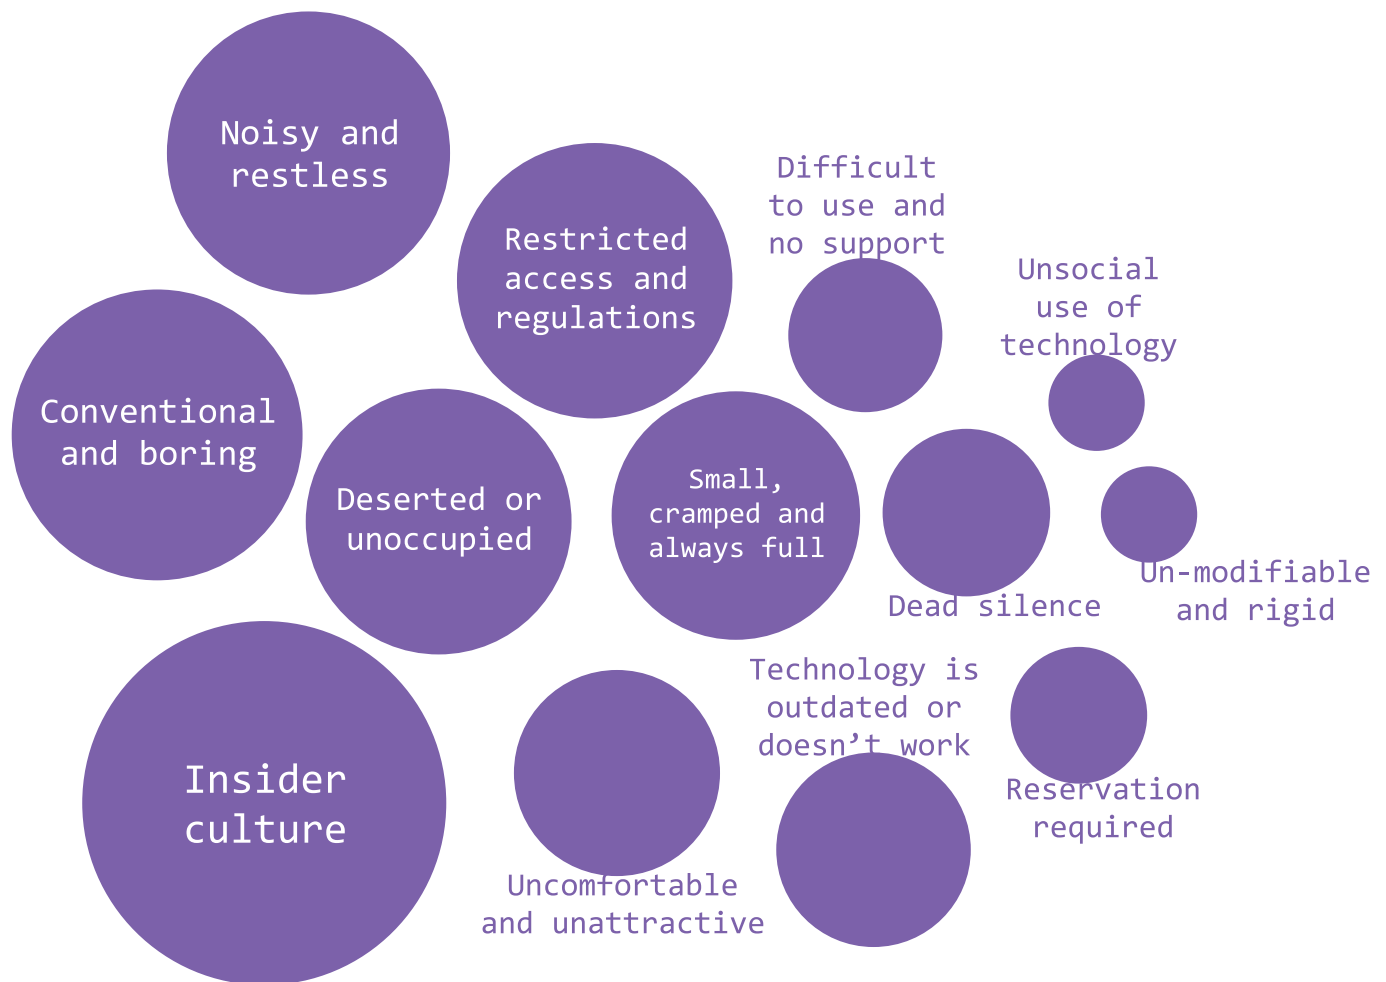 Noisy and
restless
Restricted
access and
regulations
Difficult
to use and
no support
Unsocial
use of
technology
Conventional
and boring
Deserted or
unoccupied
Small,
cramped and
always full
Dead silence
Un-modifiable
and rigid
Insider
culture
Uncomfortable
and unattractive
Technology is
outdated or
doesn’t work
Reservation
required